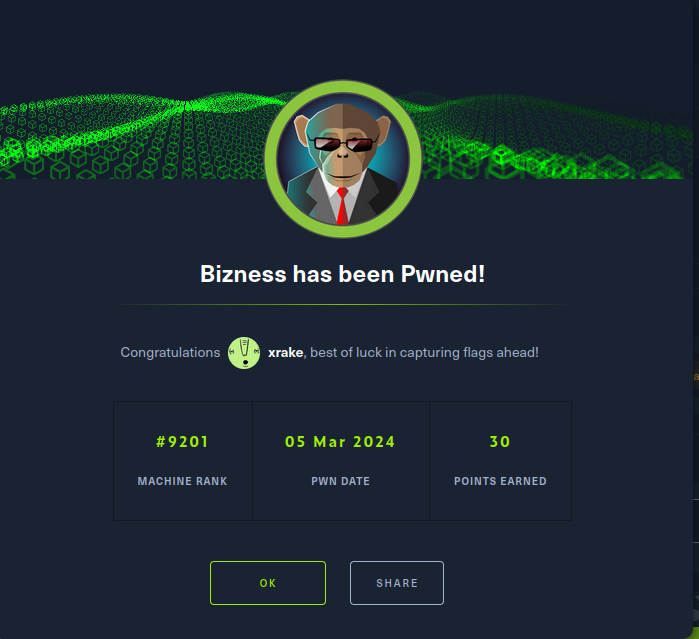 Bizness has been Pwned!
Congratulations xrake, best of luck in capturing flags ahead!
#9201 05 Mar 2024 30
MACHINE RANK PWN DATE POINTS EARNED
OK SHARE